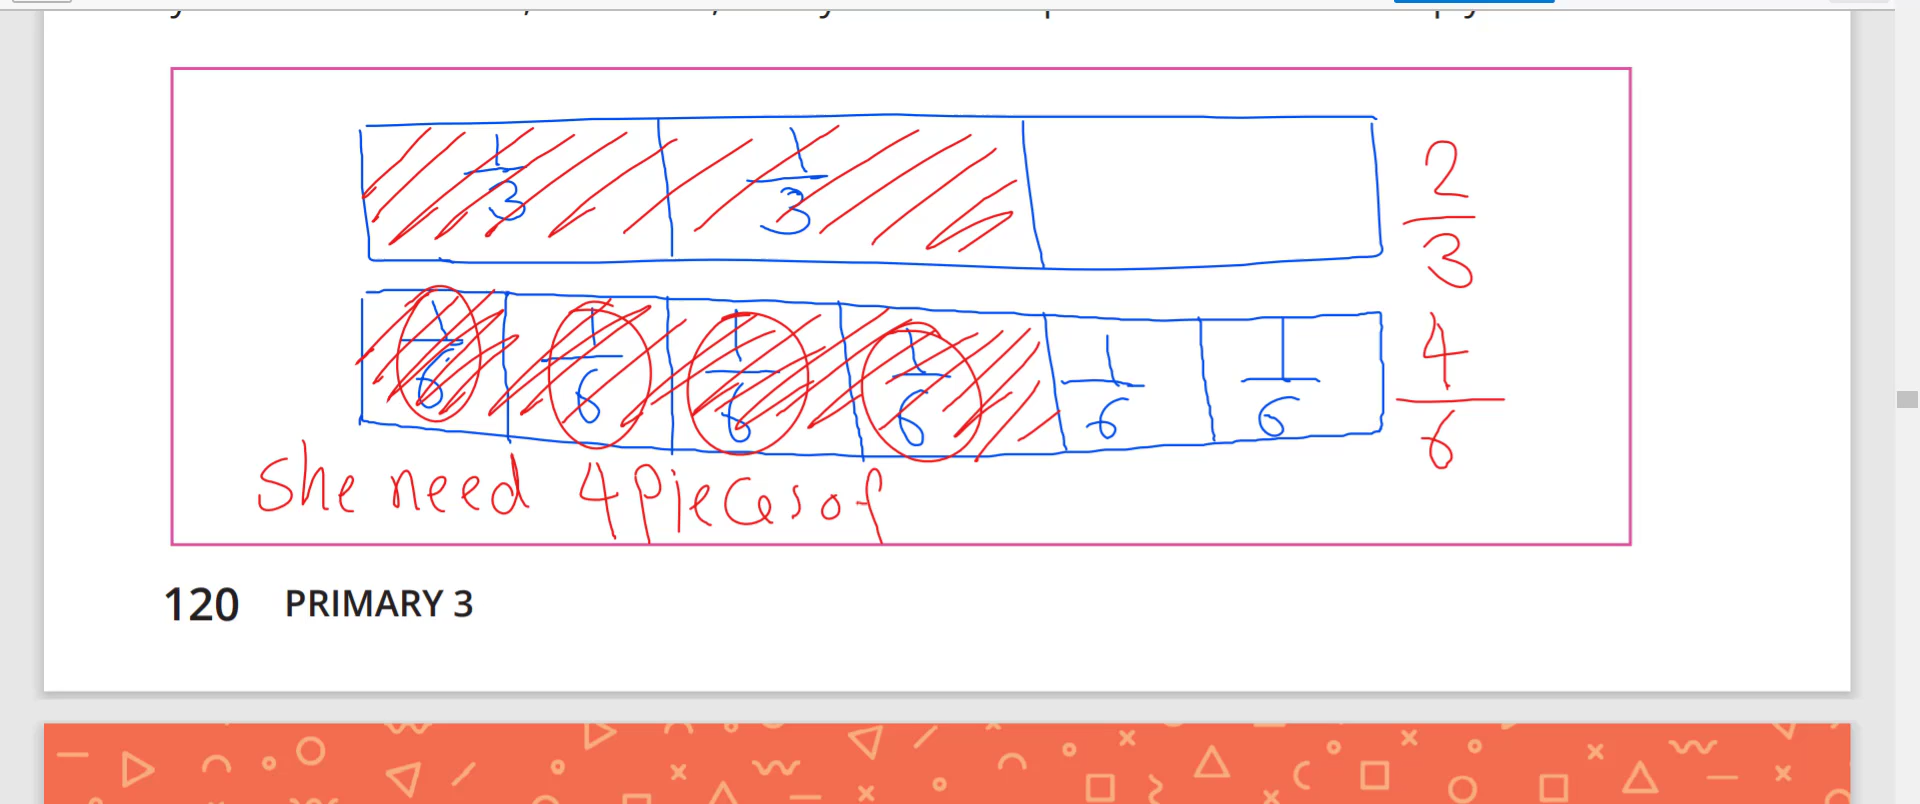 1/3 1/3 2/3
1/6 1/6 1/6 1/6 1/6 1/6 4/6
She need 4 pieces of
120 PRIMARY 3